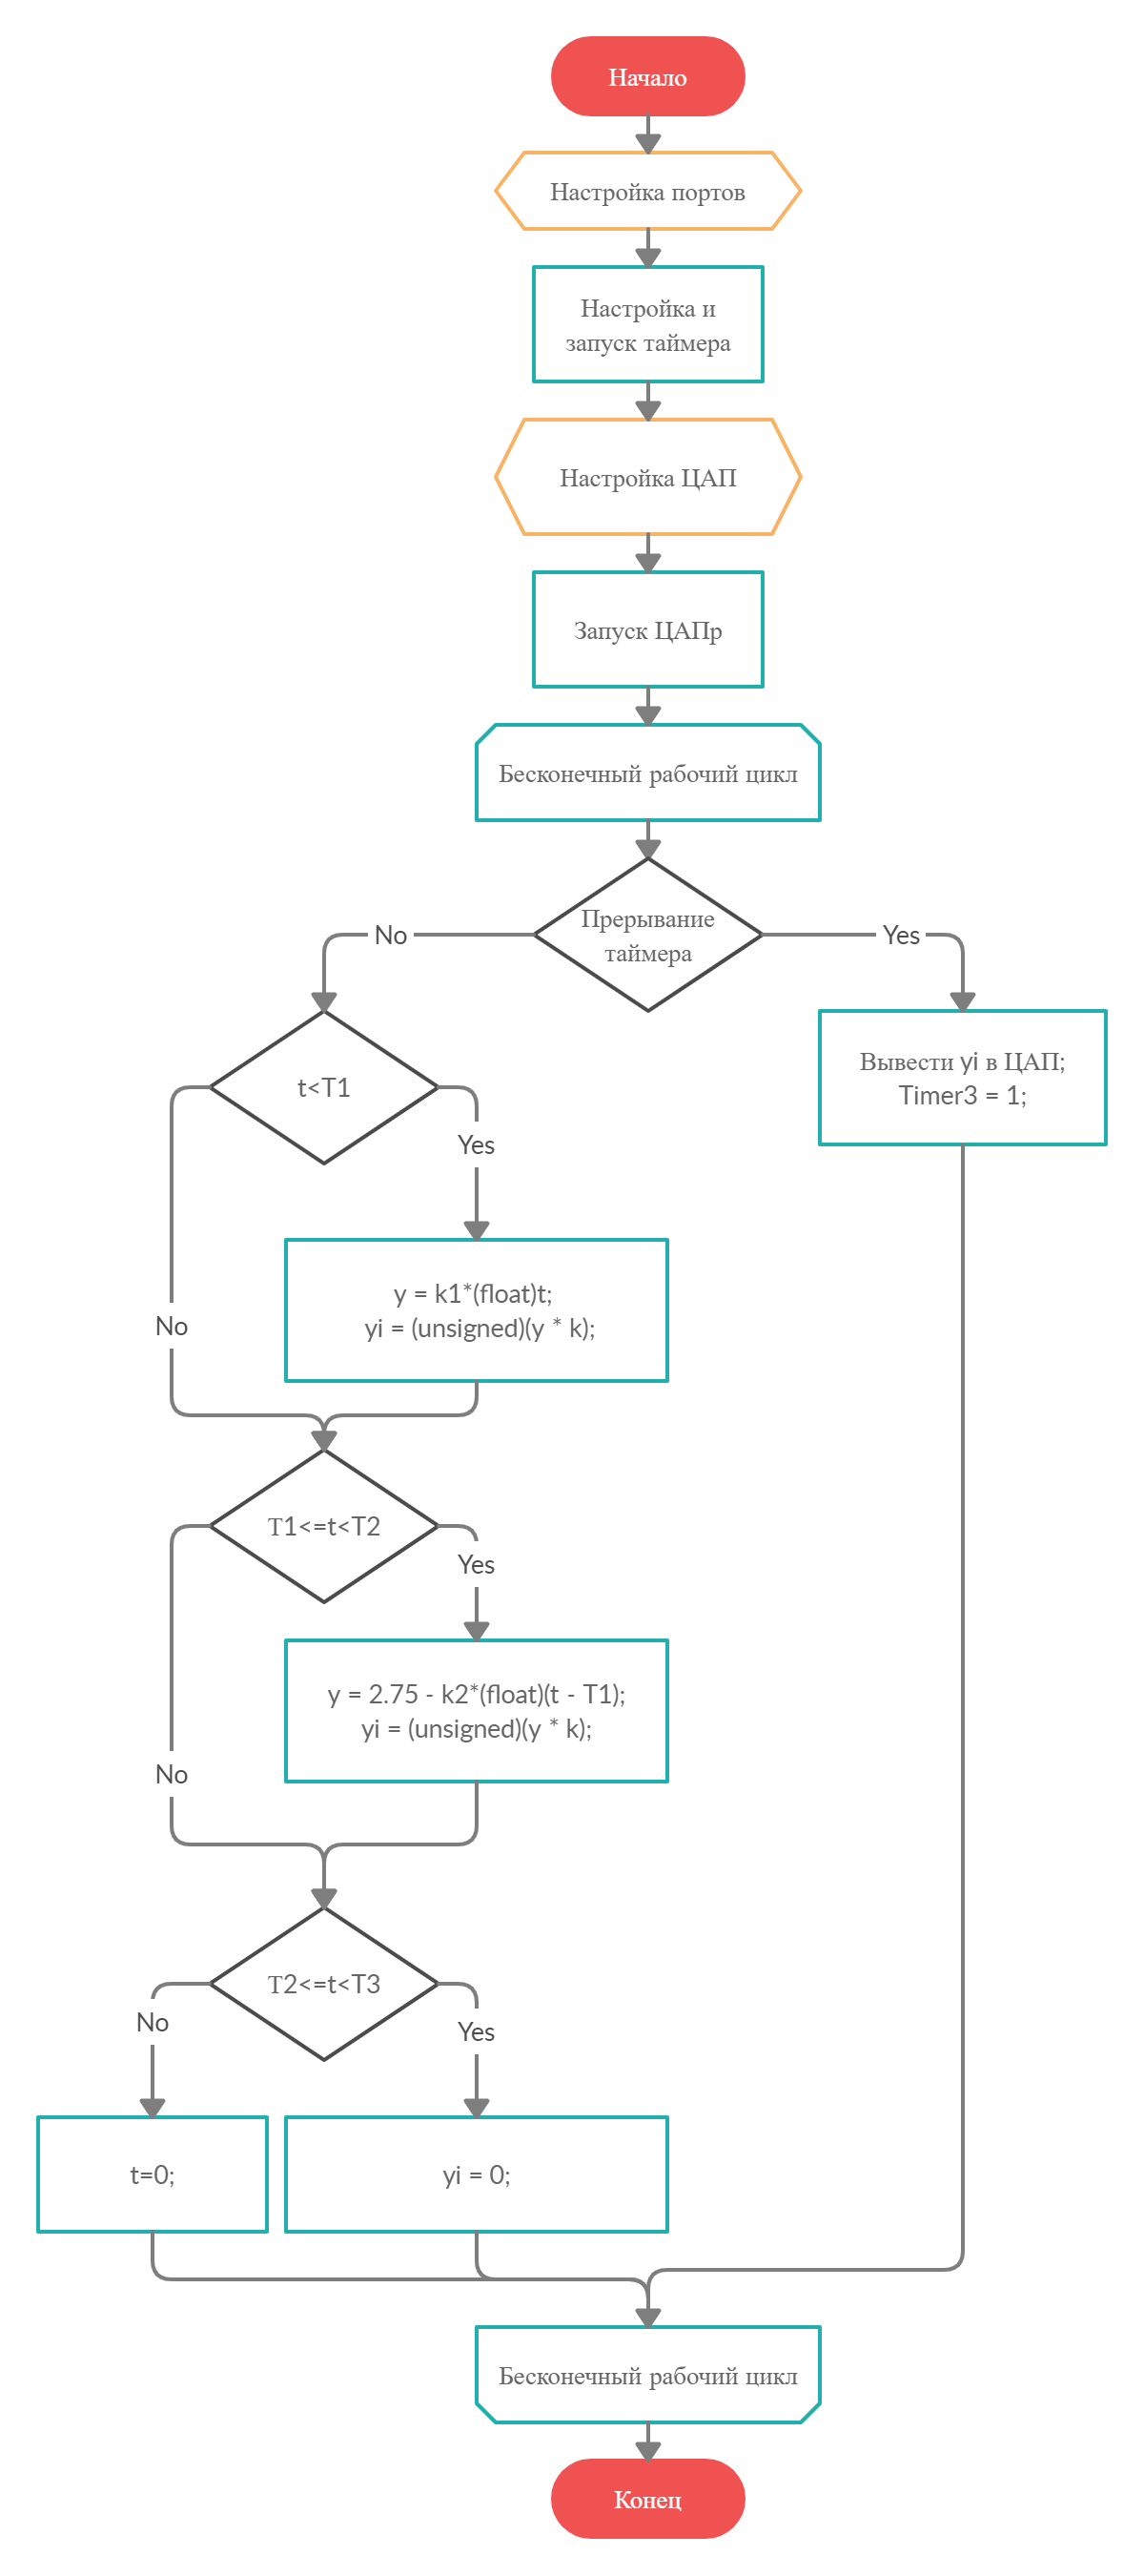 Начало
Настройка портов
Настройка и
запуск таймера
Настройка ЦАП
Запуск ЦАПр
Бесконечный рабочий цикл
Прерывание
таймера
No
Yes
t<T1
Вывести yi в ЦАП;
Timer3 = 1;
Yes
y = k1*(float)t;
yi = (unsigned)(y * k);
No
T1<=t<T2
Yes
y = 2.75 - k2*(float)(t - T1);
yi = (unsigned)(y * k);
No
T2<=t<T3
No
Yes
t=0;
yi = 0;
Бесконечный рабочий цикл
Конец